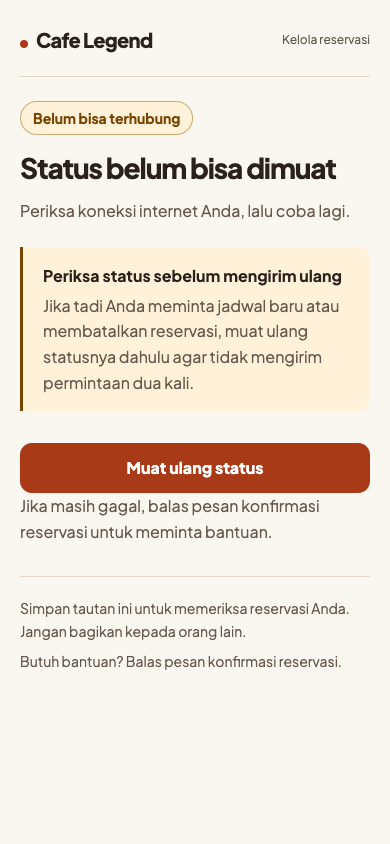 Cafe Legend
Kelola reservasi
Belum bisa terhubung
Status belum bisa dimuat
Periksa koneksi internet Anda, lalu coba lagi.
Periksa status sebelum mengirim ulang
Jika tadi Anda meminta jadwal baru atau
membatalkan reservasi, muat ulang
statusnya dahulu agar tidak mengirim
permintaan dua kali.
Muat ulang status
Jika masih gagal, balas pesan konfirmasi
reservasi untuk meminta bantuan.
Simpan tautan ini untuk memeriksa reservasi Anda.
Jangan bagikan kepada orang lain.
Butuh bantuan? Balas pesan konfirmasi reservasi.